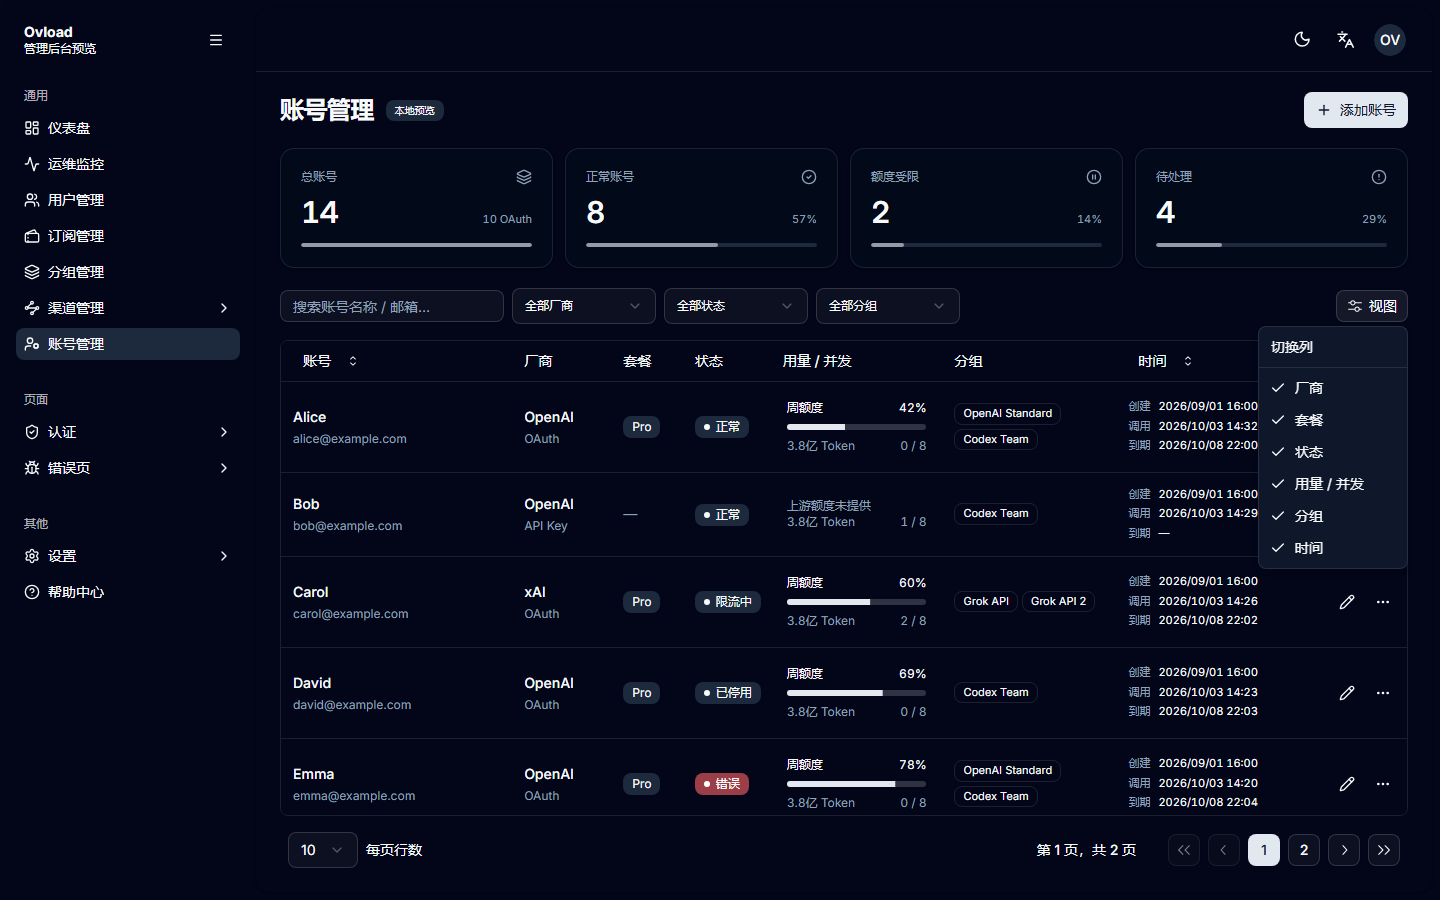 Ovload
管理后台预览
OV
通用
仪表盘
运维监控
用户管理
订阅管理
分组管理
渠道管理
账号管理
页面
认证
错误页
其他
设置
帮助中心
账号管理 本地预览
添加账号
总账号
14 10 OAuth
正常账号
8 57%
额度受限
2 14%
待处理
4 29%
搜索账号名称 / 邮箱... 全部厂商 全部状态 全部分组 视图
切换列
厂商
套餐
状态
用量 / 并发
分组
时间
账号 厂商 套餐 状态 用量 / 并发 分组 时间
Alice
alice@example.com
OpenAI
OAuth
Pro
正常
周额度 42%
3.8亿 Token 0 / 8
OpenAI Standard
Codex Team
创建 2026/09/01 16:00
调用 2026/10/03 14:32
到期 2026/10/08 22:00
Bob
bob@example.com
OpenAI
API Key
—
正常
上游额度未提供
3.8亿 Token 1 / 8
Codex Team
创建 2026/09/01 16:00
调用 2026/10/03 14:29
到期 —
Carol
carol@example.com
xAI
OAuth
Pro
限流中
周额度 60%
3.8亿 Token 2 / 8
Grok API Grok API 2
创建 2026/09/01 16:00
调用 2026/10/03 14:26
到期 2026/10/08 22:02
David
david@example.com
OpenAI
OAuth
Pro
已停用
周额度 69%
3.8亿 Token 0 / 8
Codex Team
创建 2026/09/01 16:00
调用 2026/10/03 14:23
到期 2026/10/08 22:03
Emma
emma@example.com
OpenAI
OAuth
Pro
错误
周额度 78%
3.8亿 Token 0 / 8
OpenAI Standard
Codex Team
创建 2026/09/01 16:00
调用 2026/10/03 14:20
到期 2026/10/08 22:04
10 每页行数
第 1 页，共 2 页
1 2